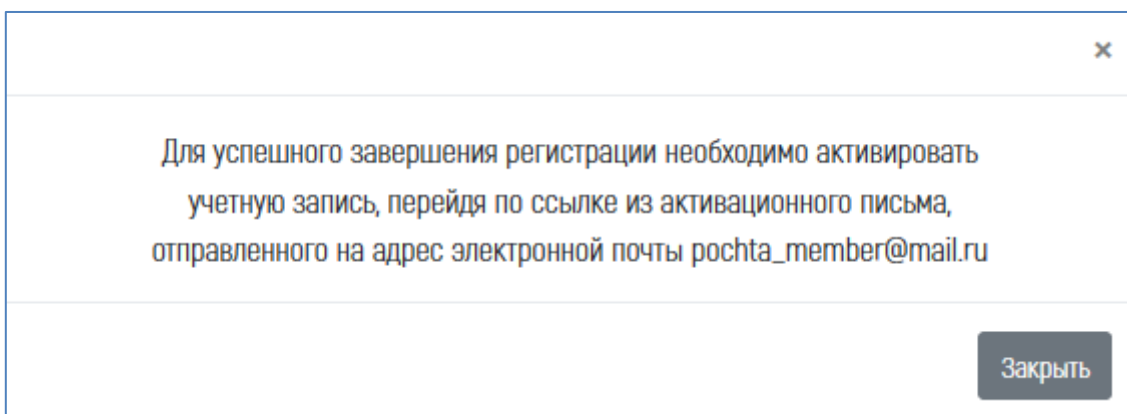 ×
Для успешного завершения регистрации необходимо активировать
учетную запись, перейдя по ссылке из активационного письма,
отправленного на адрес электронной почты pochta_member@mail.ru
Закрыть